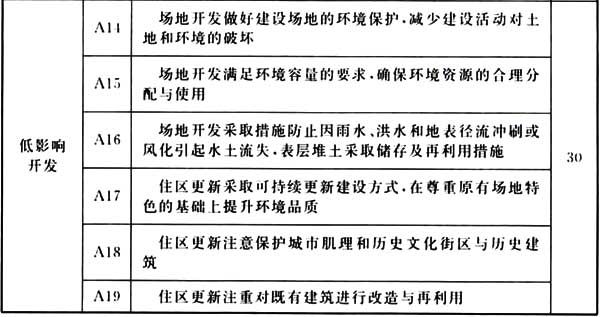 A14
场地开发做好建设场地的环境保护,减少建设活动对土
地和环境的破坏
A15
场地开发满足环境容量的要求,确保环境资源的合理分
配与使用
低影响
开发
A16
场地开发采取措施防止因雨水、洪水和地表径流冲刷或
风化引起水土流失,表层堆土采取储存及再利用措施
30
A17
住区更新采取可持续更新建设方式,在尊重原有场地特
色的基础上提升环境品质
A18
住区更新注意保护城市肌理和历史文化街区与历史建
筑
A19
住区更新注重对既有建筑进行改造与再利用